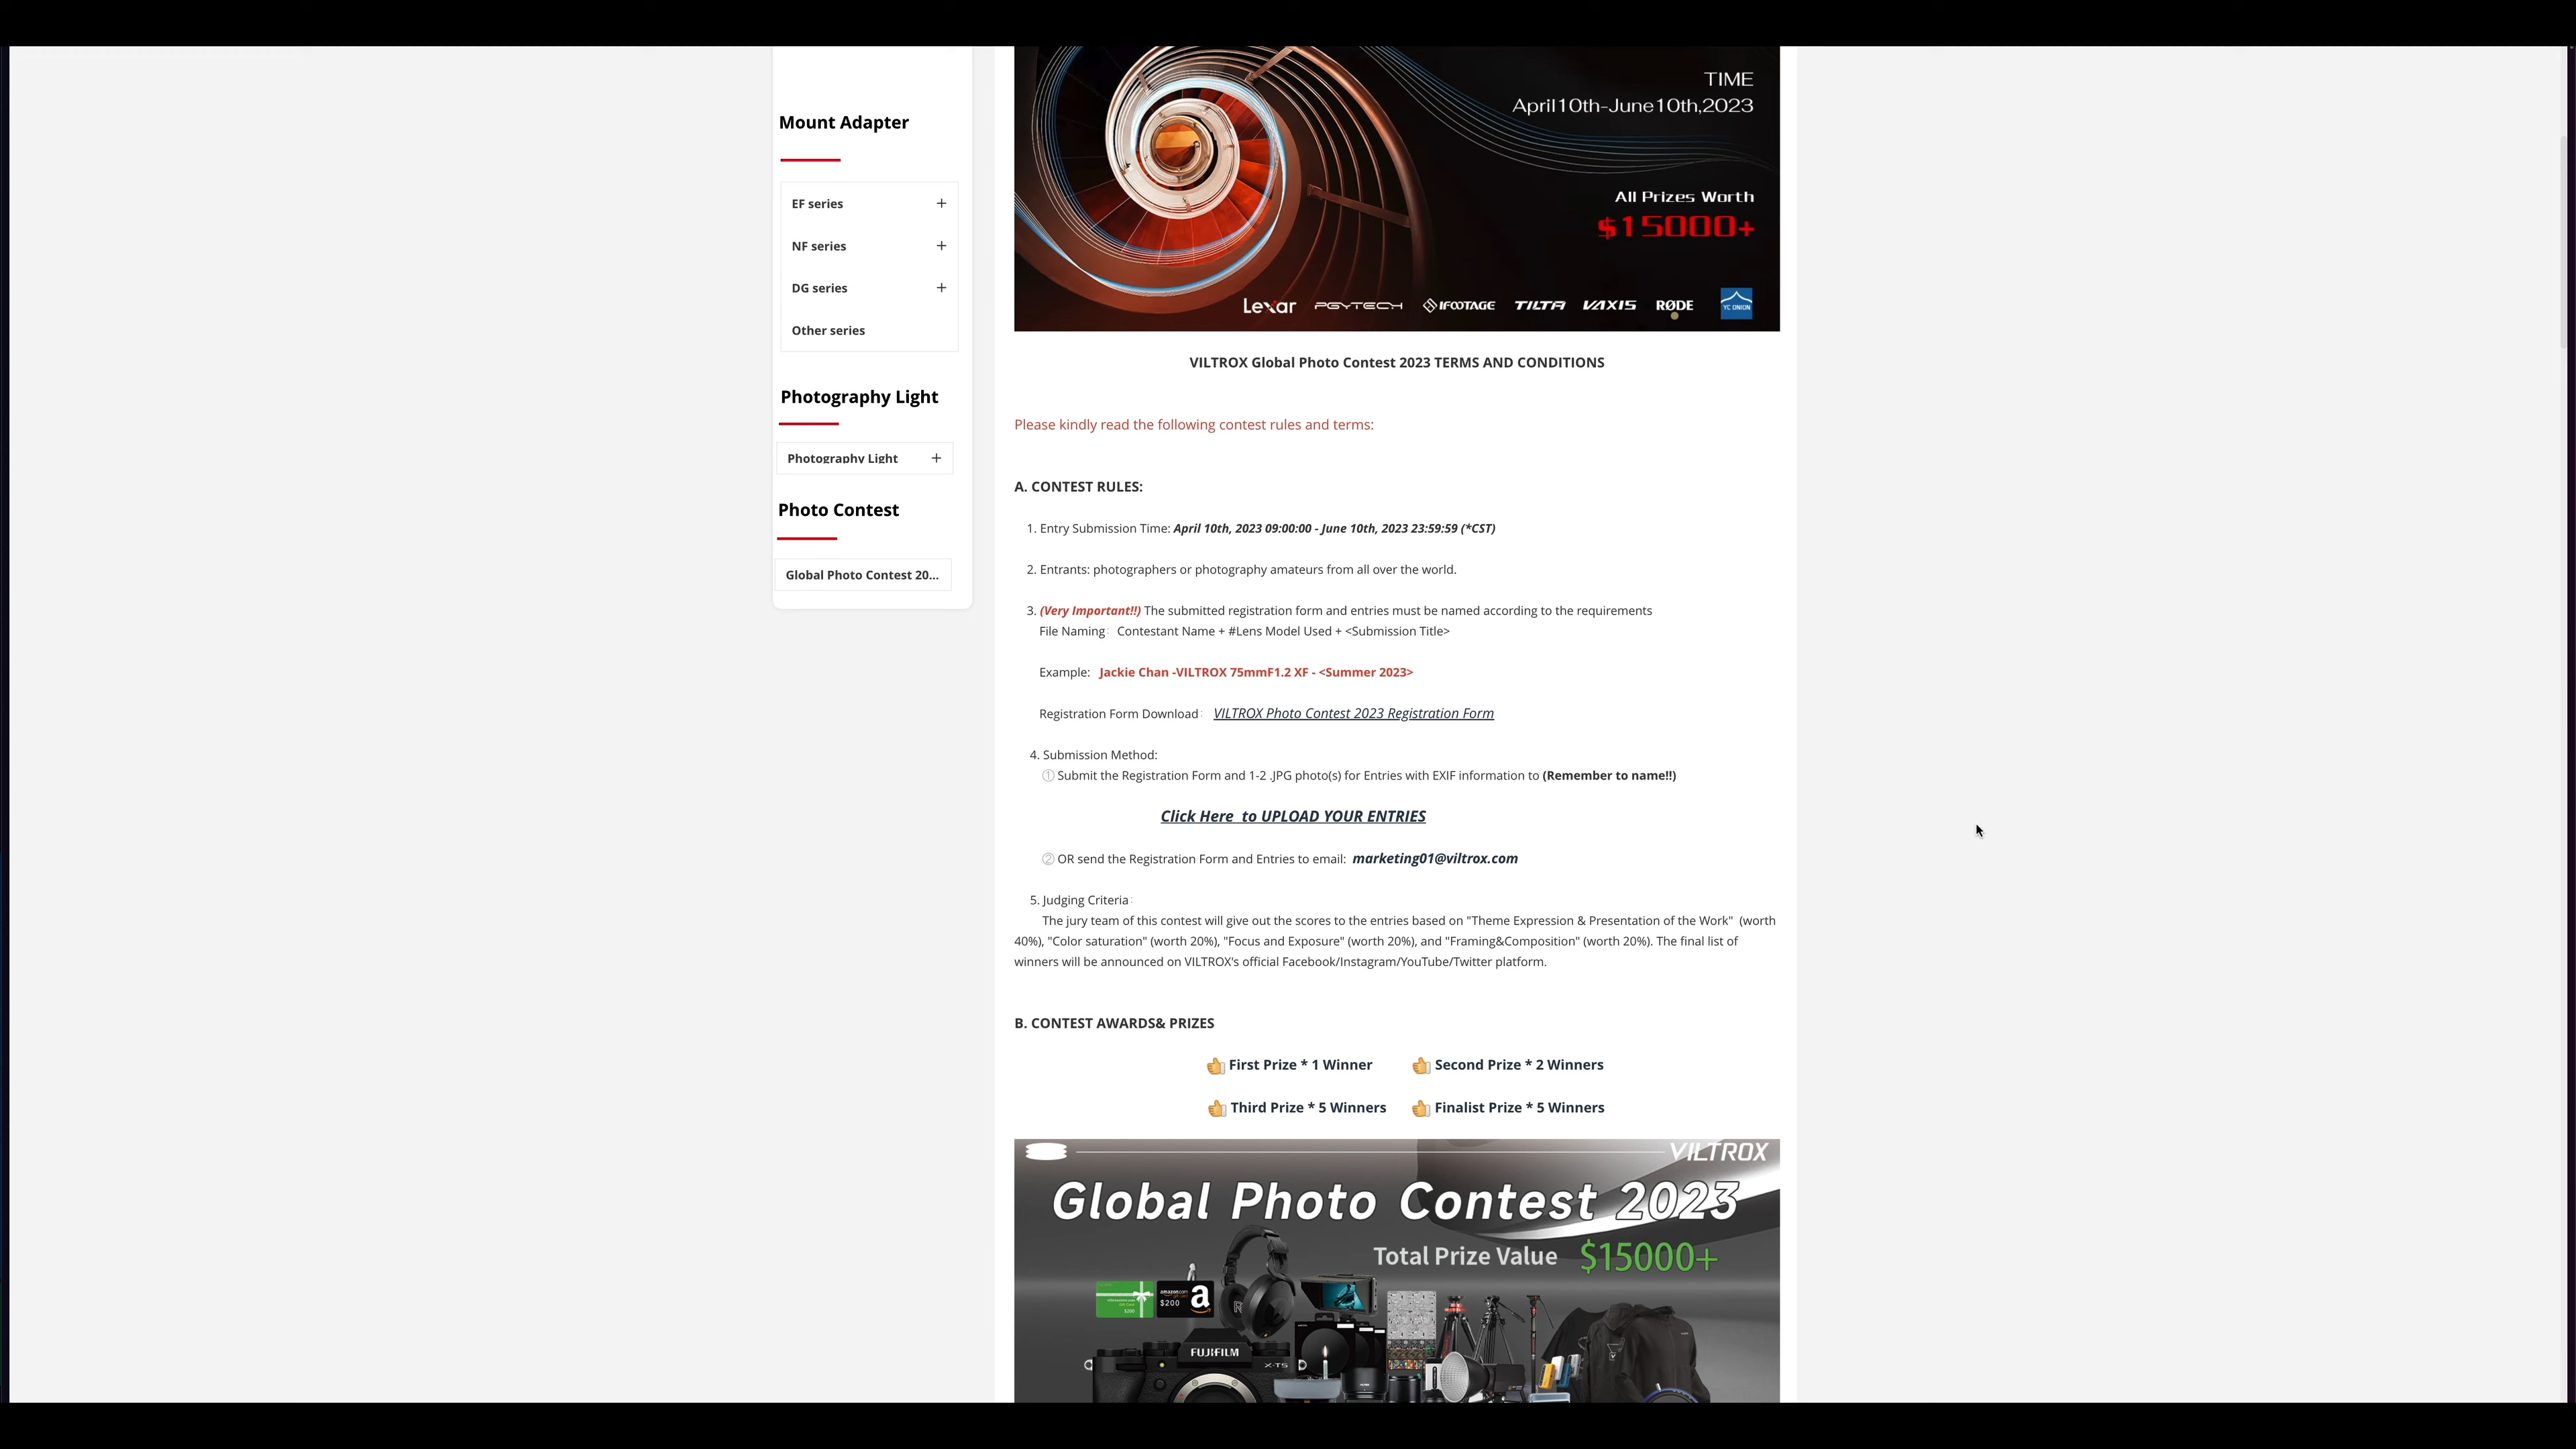 Mount Adapter
EF series
NF series
DG series
Other series
Photography Light
Photography Light
Photo Contest
Global Photo Contest 20...
TIME
April10th-June10th,2023
All Prizes Worth
$15000+
Lexar PGYTECH IFOOTAGE TILTA VAXIS RØDE YC ONION
VILTROX Global Photo Contest 2023 TERMS AND CONDITIONS
Please kindly read the following contest rules and terms:
A. CONTEST RULES:
1. Entry Submission Time: April 10th, 2023 09:00:00 - June 10th, 2023 23:59:59 (*CST)
2. Entrants: photographers or photography amateurs from all over the world.
3. (Very Important!!) The submitted registration form and entries must be named according to the requirements
File Naming: Contestant Name + #Lens Model Used + <Submission Title>
Example: Jackie Chan -VILTROX 75mmF1.2 XF - <Summer 2023>
Registration Form Download: VILTROX Photo Contest 2023 Registration Form
4. Submission Method:
① Submit the Registration Form and 1-2 .JPG photo(s) for Entries with EXIF information to (Remember to name!!)
Click Here to UPLOAD YOUR ENTRIES
② OR send the Registration Form and Entries to email: marketing01@viltrox.com
5. Judging Criteria:
The jury team of this contest will give out the scores to the entries based on "Theme Expression & Presentation of the Work" (worth
40%), "Color saturation" (worth 20%), "Focus and Exposure" (worth 20%), and "Framing&Composition" (worth 20%). The final list of
winners will be announced on VILTROX's official Facebook/Instagram/YouTube/Twitter platform.
B. CONTEST AWARDS& PRIZES
👍 First Prize * 1 Winner 👍 Second Prize * 2 Winners
👍 Third Prize * 5 Winners 👍 Finalist Prize * 5 Winners
VILTROX
Global Photo Contest 2023
Total Prize Value $15000+
$200
FUJIFILM
X-T5